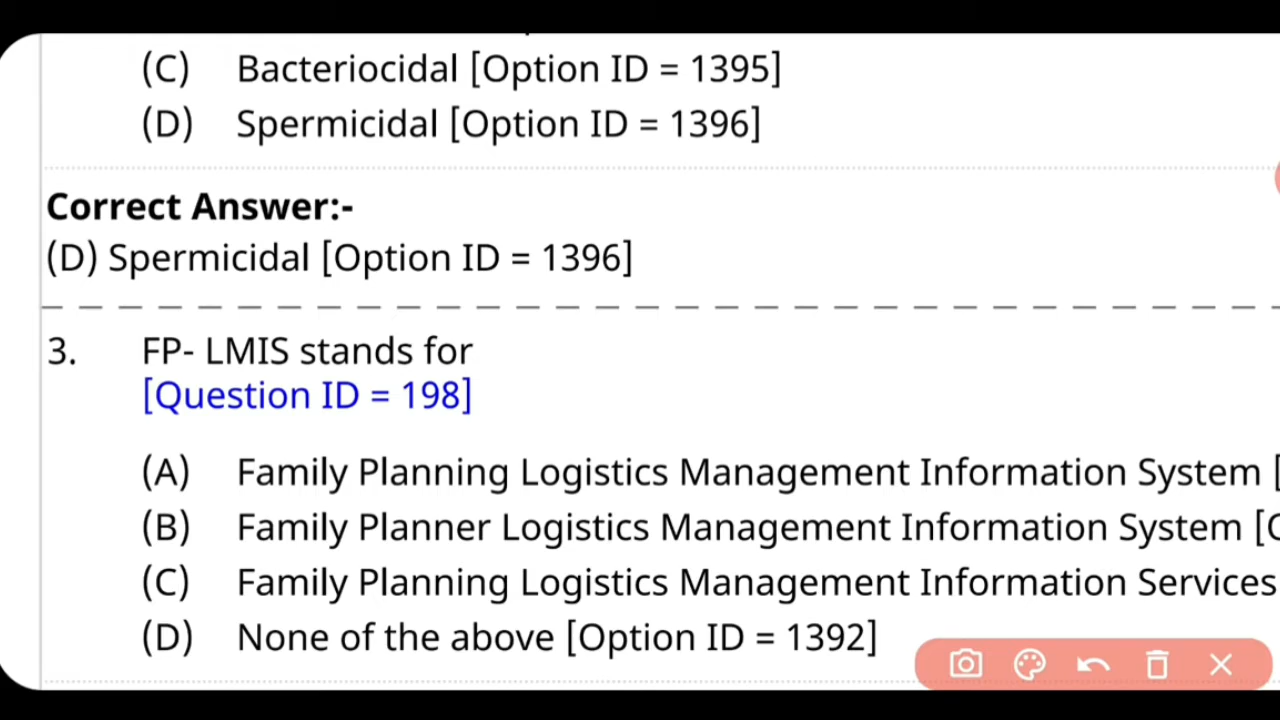 (C) Bacteriocidal [Option ID = 1395]
(D) Spermicidal [Option ID = 1396]
Correct Answer:-
(D) Spermicidal [Option ID = 1396]
3. FP- LMIS stands for
[Question ID = 198]
(A) Family Planning Logistics Management Information System [
(B) Family Planner Logistics Management Information System [O
(C) Family Planning Logistics Management Information Services
(D) None of the above [Option ID = 1392]